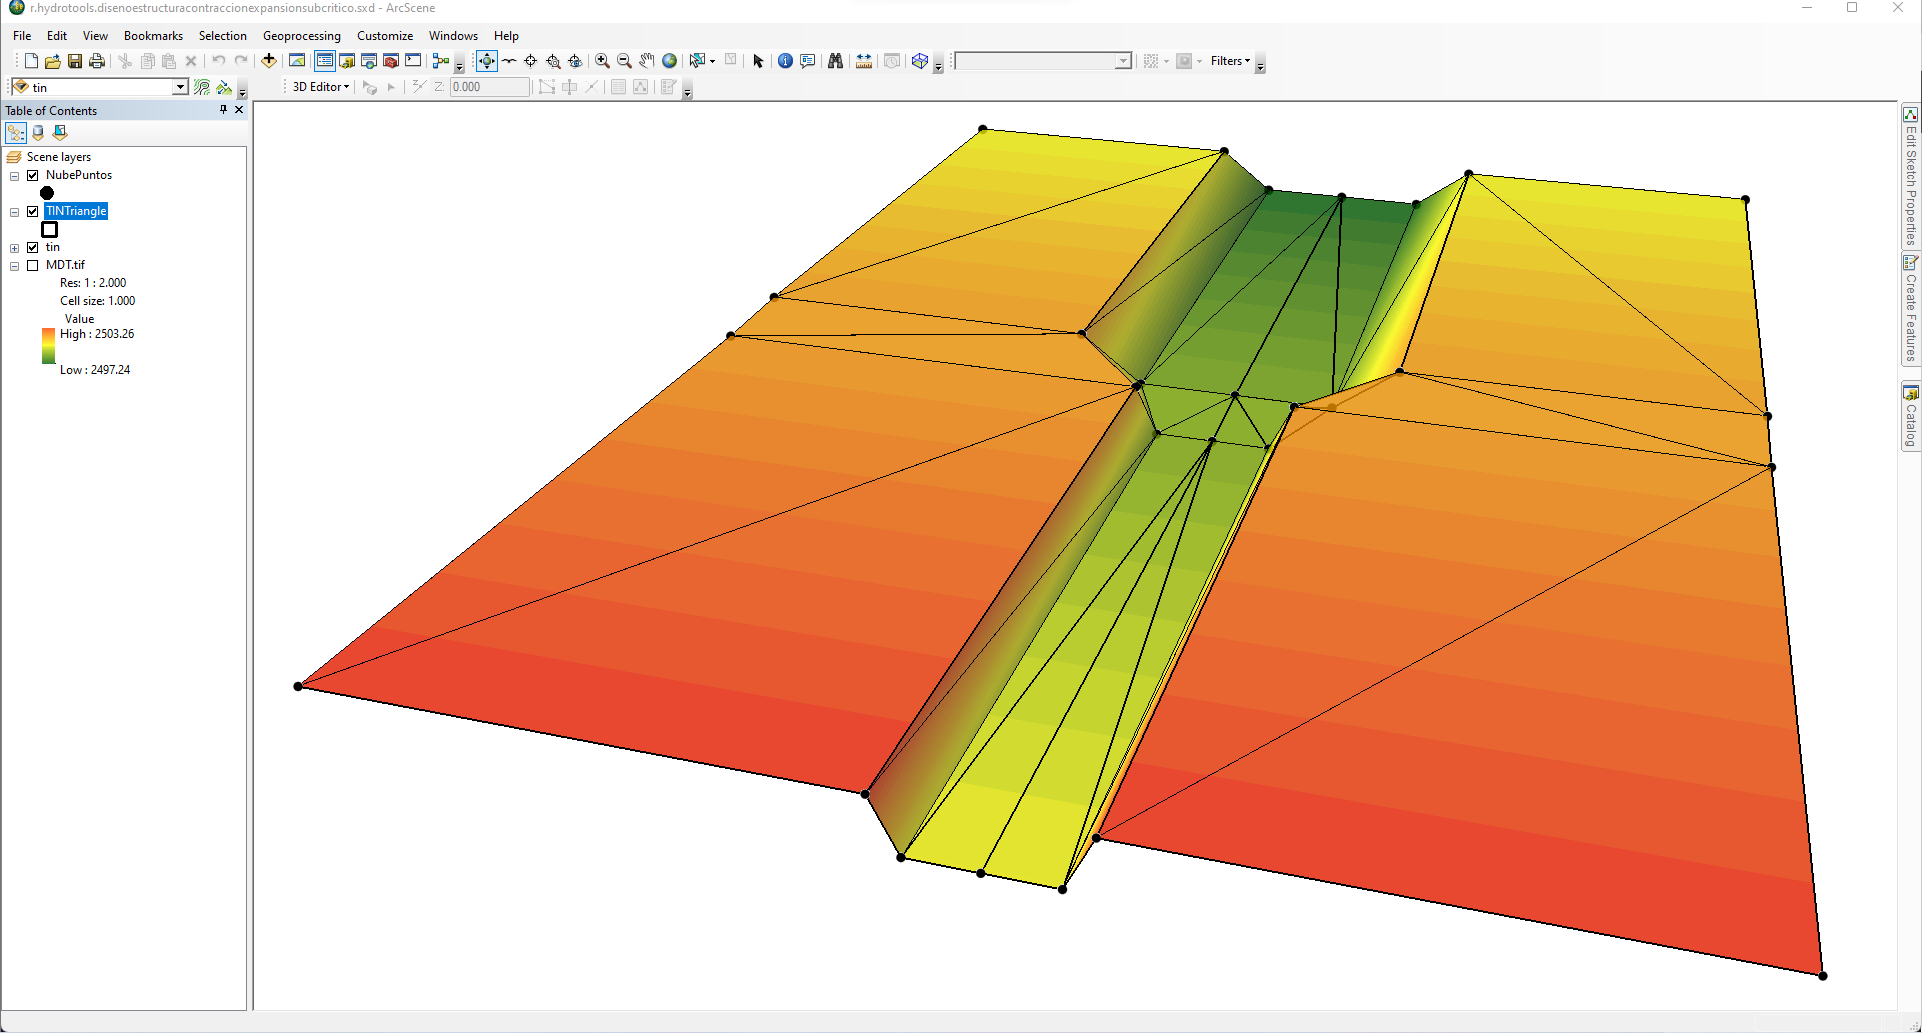 r.hydrotools.disenoestructuracontraccionexpansionsubcritico.sxd - ArcScene
File Edit View Bookmarks Selection Geoprocessing Customize Windows Help
Filters
tin
3D Editor
Z:
0.000
Table of Contents
Scene layers
NubePuntos
TINTriangle
tin
MDT.tif
Res: 1 : 2.000
Cell size: 1.000
Value
High : 2503.26
Low : 2497.24
Edit Sketch Properties
Create Features
Catalog